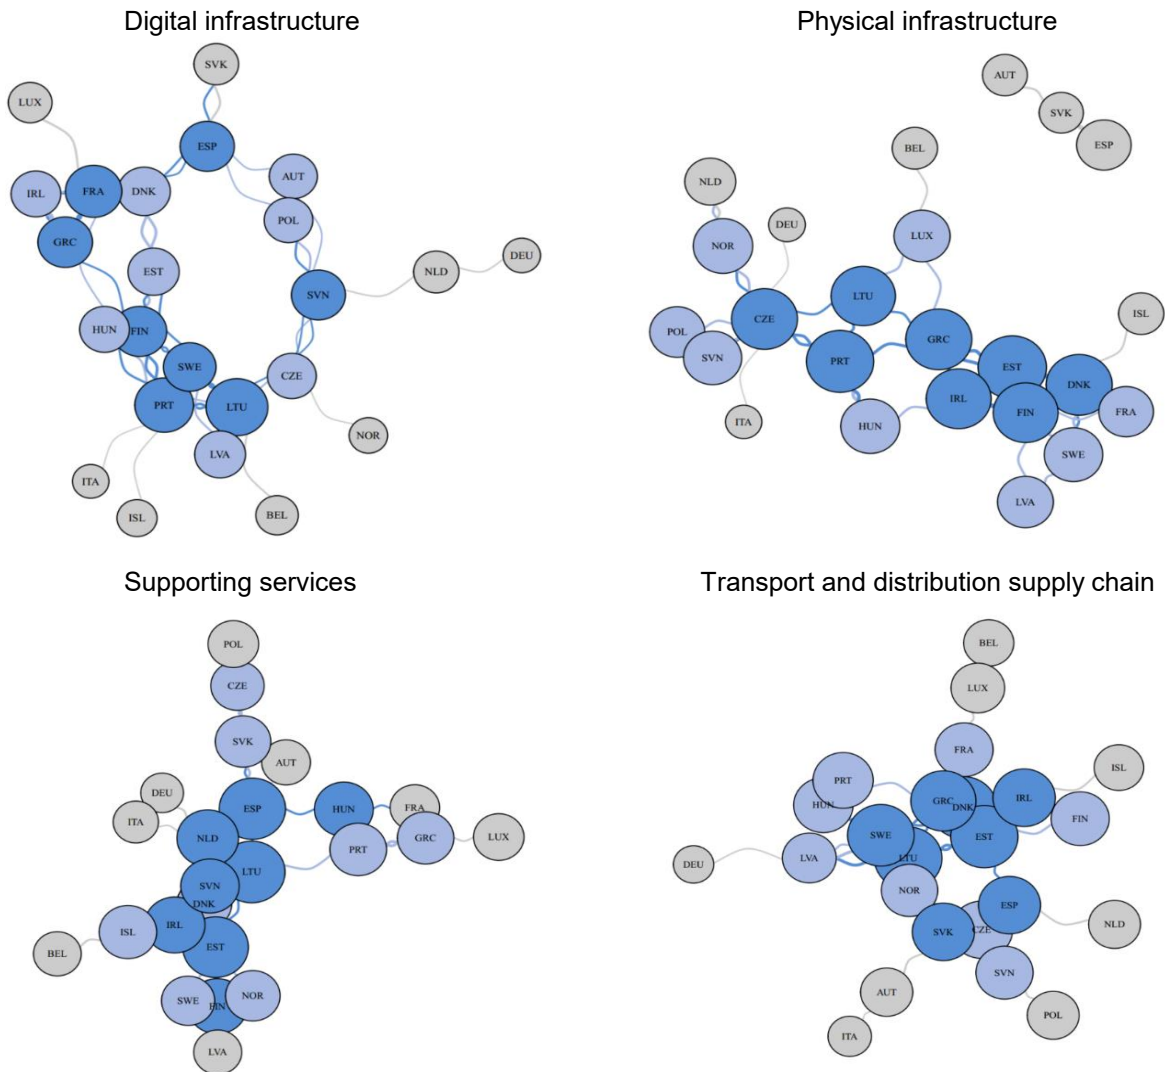 Digital infrastructure
SVK
LUX
ESP
IRL
FRA
DNK
AUT
POL
GRC
EST
NLD
DEU
SVN
HUN
FIN
SWE
CZE
PRT
LTU
NOR
LVA
ITA
ISL
BEL
Physical infrastructure
AUT
SVK
ESP
BEL
NLD
DEU
NOR
LUX
LTU
ISL
CZE
POL
SVN
GRC
PRT
EST
DNK
IRL
FIN
FRA
HUN
ITA
SWE
LVA
Supporting services
POL
CZE
SVK
AUT
DEU
ITA
ESP
HUN
FRA
NLD
PRT
GRC
LUX
LTU
SVN
DNK
IRL
ISL
EST
BEL
SWE
FIN
NOR
LVA
Transport and distribution supply chain
BEL
LUX
FRA
ISL
PRT
HUN
GRC
DNK
IRL
FIN
SWE
EST
LTU
LVA
DEU
NOR
ESP
NLD
SVK
CZE
SVN
AUT
POL
ITA